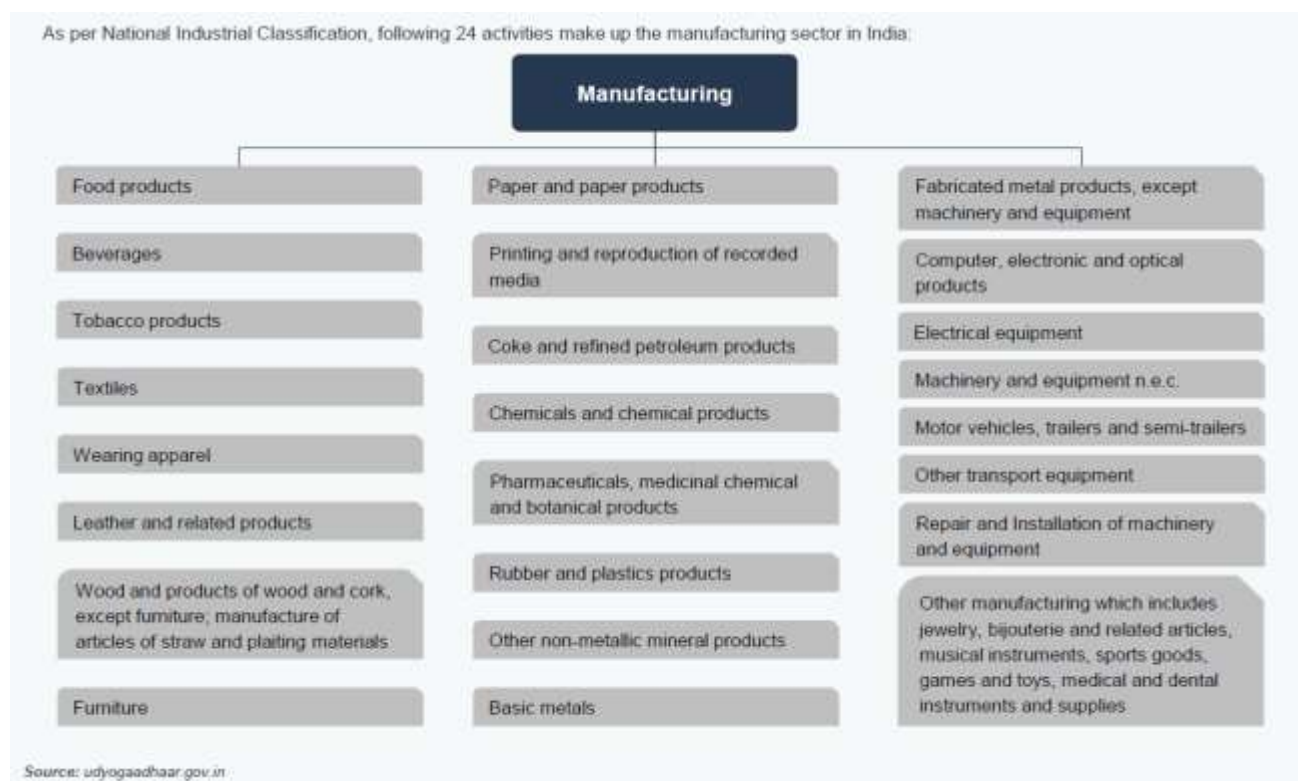 As per National Industrial Classification, following 24 activities make up the manufacturing sector in India:
Manufacturing
Food products
Beverages
Tobacco products
Textiles
Wearing apparel
Leather and related products
Wood and products of wood and cork,
except furniture; manufacture of
articles of straw and plaiting materials
Furniture
Paper and paper products
Printing and reproduction of recorded
media
Coke and refined petroleum products
Chemicals and chemical products
Pharmaceuticals, medicinal chemical
and botanical products
Rubber and plastics products
Other non-metallic mineral products
Basic metals
Fabricated metal products, except
machinery and equipment
Computer, electronic and optical
products
Electrical equipment
Machinery and equipment n.e.c.
Motor vehicles, trailers and semi-trailers
Other transport equipment
Repair and Installation of machinery
and equipment
Other manufacturing which includes
jewelry, bijouterie and related articles,
musical instruments, sports goods,
games and toys, medical and dental
instruments and supplies
Source: udyogaadhaar.gov.in